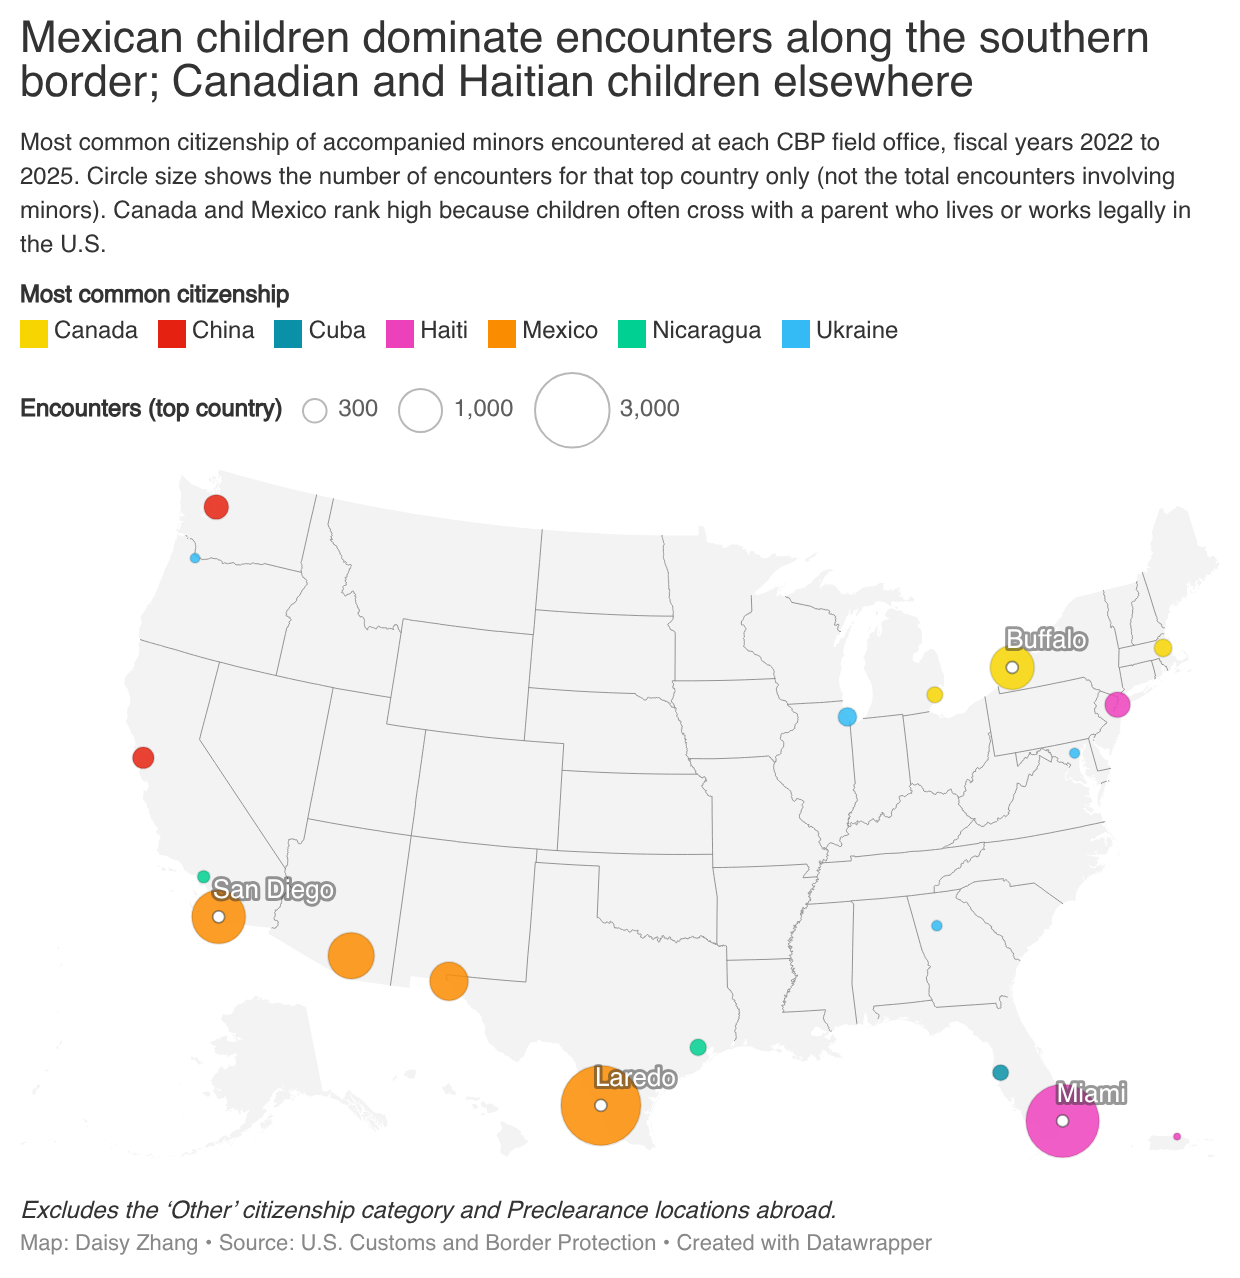 Mexican children dominate encounters along the southern
border; Canadian and Haitian children elsewhere
Most common citizenship of accompanied minors encountered at each CBP field office, fiscal years 2022 to
2025. Circle size shows the number of encounters for that top country only (not the total encounters involving
minors). Canada and Mexico rank high because children often cross with a parent who lives or works legally in
the U.S.
Most common citizenship
Canada China Cuba Haiti Mexico Nicaragua Ukraine
Encounters (top country) 300 1,000 3,000
Buffalo
San Diego
Laredo
Miami
Excludes the ‘Other’ citizenship category and Preclearance locations abroad.
Map: Daisy Zhang • Source: U.S. Customs and Border Protection • Created with Datawrapper